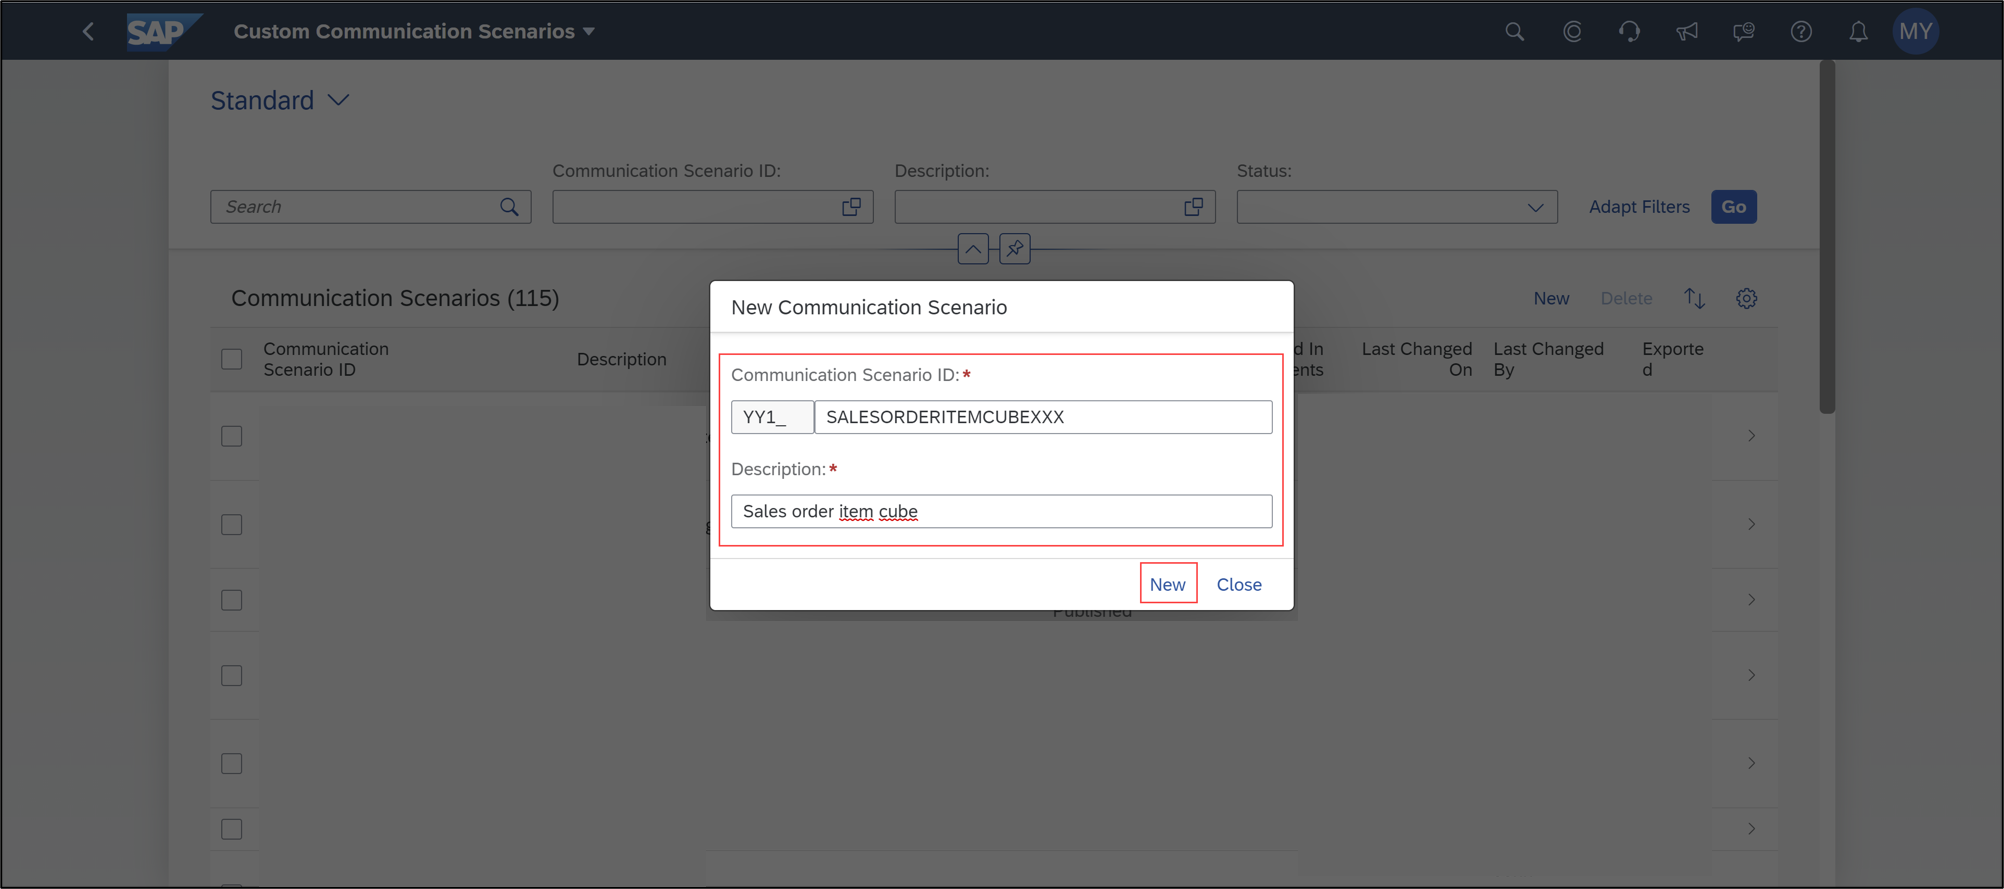 SAP Custom Communication Scenarios
MY
Standard
Communication Scenario ID:
Description:
Status:
Search
Adapt Filters
Go
Communication Scenarios (115)
New
Delete
Communication
Scenario ID
Description
d In
ents
Last Changed
On
Last Changed
By
Exporte
d
New Communication Scenario
Communication Scenario ID:*
YY1_
SALESORDERITEMCUBEXXX
Description:*
Sales order item cube
New
Close
Published